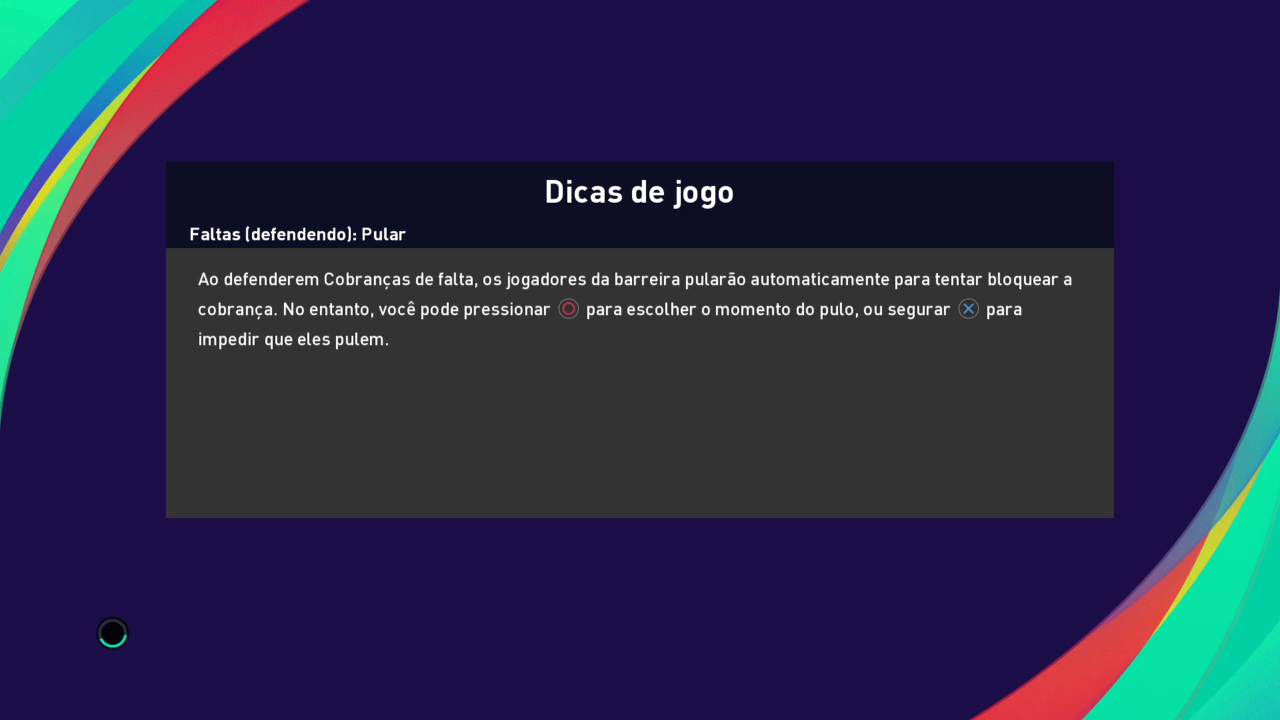 Dicas de jogo
Faltas (defendendo): Pular
Ao defenderem Cobranças de falta, os jogadores da barreira pularão automaticamente para tentar bloquear a
cobrança. No entanto, você pode pressionar para escolher o momento do pulo, ou segurar para
impedir que eles pulem.